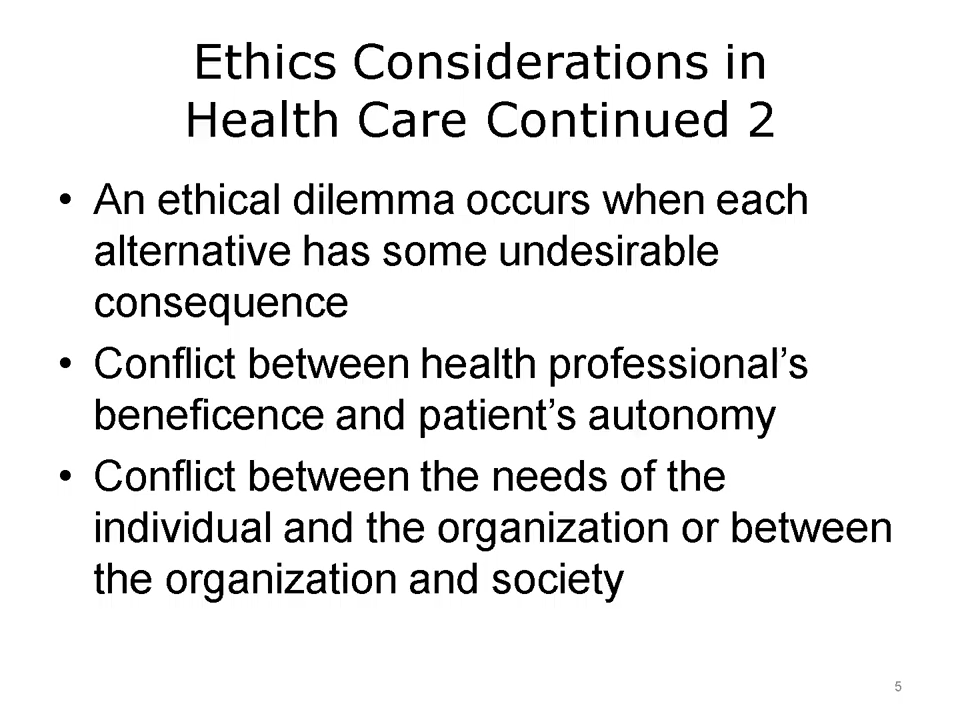 Ethics Considerations in
Health Care Continued 2
• An ethical dilemma occurs when each
alternative has some undesirable
consequence
• Conflict between health professional’s
beneficence and patient’s autonomy
• Conflict between the needs of the
individual and the organization or between
the organization and society
5